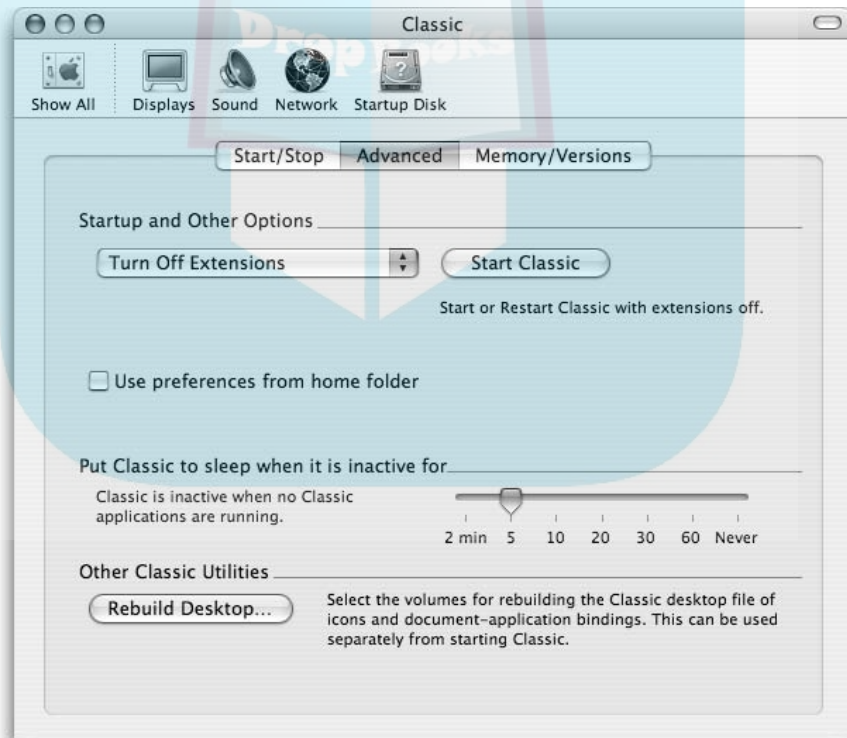 Classic
Drop Books
Show All Displays Sound Network Startup Disk
Start/Stop Advanced Memory/Versions
Startup and Other Options
Turn Off Extensions Start Classic
Start or Restart Classic with extensions off.
Use preferences from home folder
Put Classic to sleep when it is inactive for
Classic is inactive when no Classic
applications are running.
2 min 5 10 20 30 60 Never
Other Classic Utilities
Rebuild Desktop...
Select the volumes for rebuilding the Classic desktop file of
icons and document-application bindings. This can be used
separately from starting Classic.